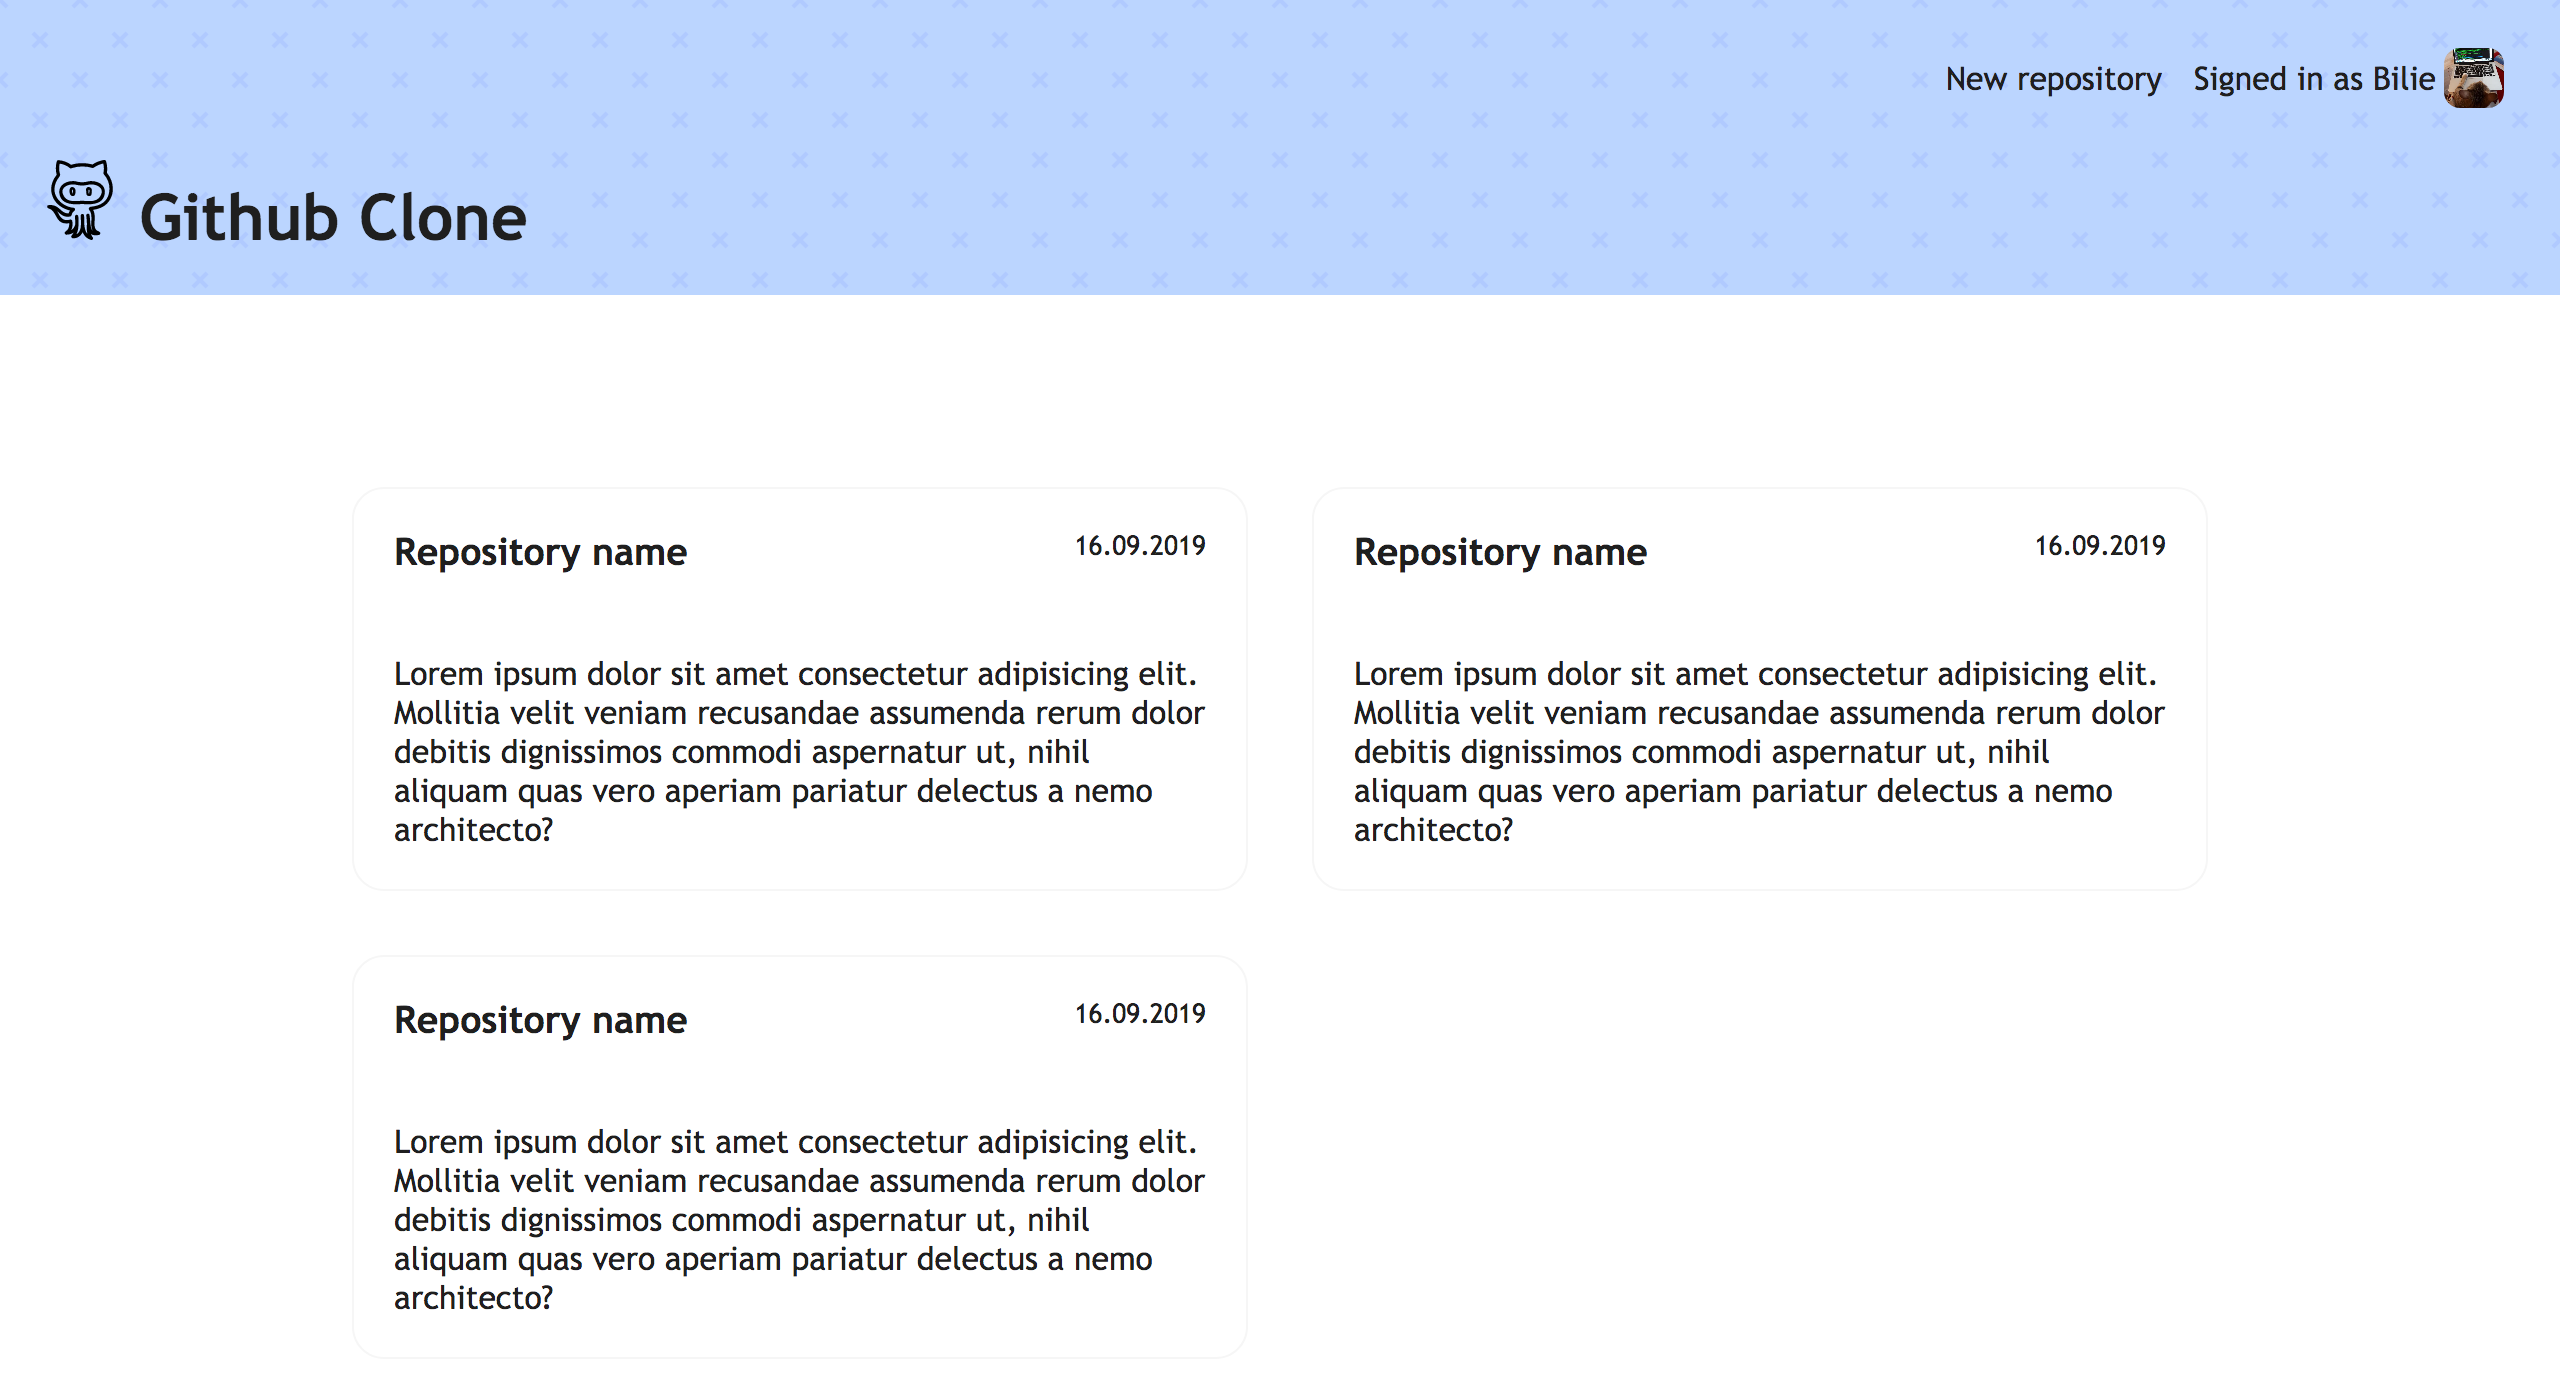 New repository Signed in as Bilie
Github Clone
Repository name 16.09.2019
Lorem ipsum dolor sit amet consectetur adipisicing elit.
Mollitia velit veniam recusandae assumenda rerum dolor
debitis dignissimos commodi aspernatur ut, nihil
aliquam quas vero aperiam pariatur delectus a nemo
architecto?
Repository name 16.09.2019
Lorem ipsum dolor sit amet consectetur adipisicing elit.
Mollitia velit veniam recusandae assumenda rerum dolor
debitis dignissimos commodi aspernatur ut, nihil
aliquam quas vero aperiam pariatur delectus a nemo
architecto?
Repository name 16.09.2019
Lorem ipsum dolor sit amet consectetur adipisicing elit.
Mollitia velit veniam recusandae assumenda rerum dolor
debitis dignissimos commodi aspernatur ut, nihil
aliquam quas vero aperiam pariatur delectus a nemo
architecto?